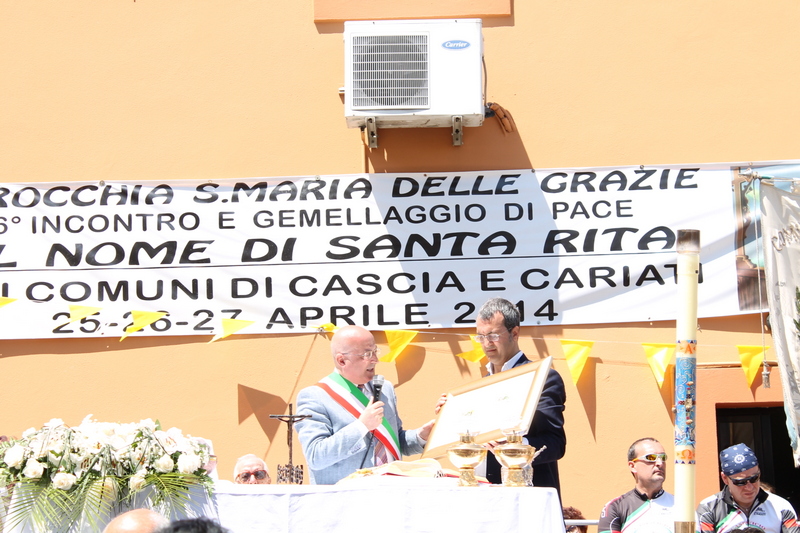 Carrier
ROCCHIA S.MARIA DELLE GRAZIE
6° INCONTRO E GEMELLAGGIO DI PACE
L NOME DI SANTA RITA
I COMUNI DI CASCIA E CARIATI
25-26-27 APRILE 2014